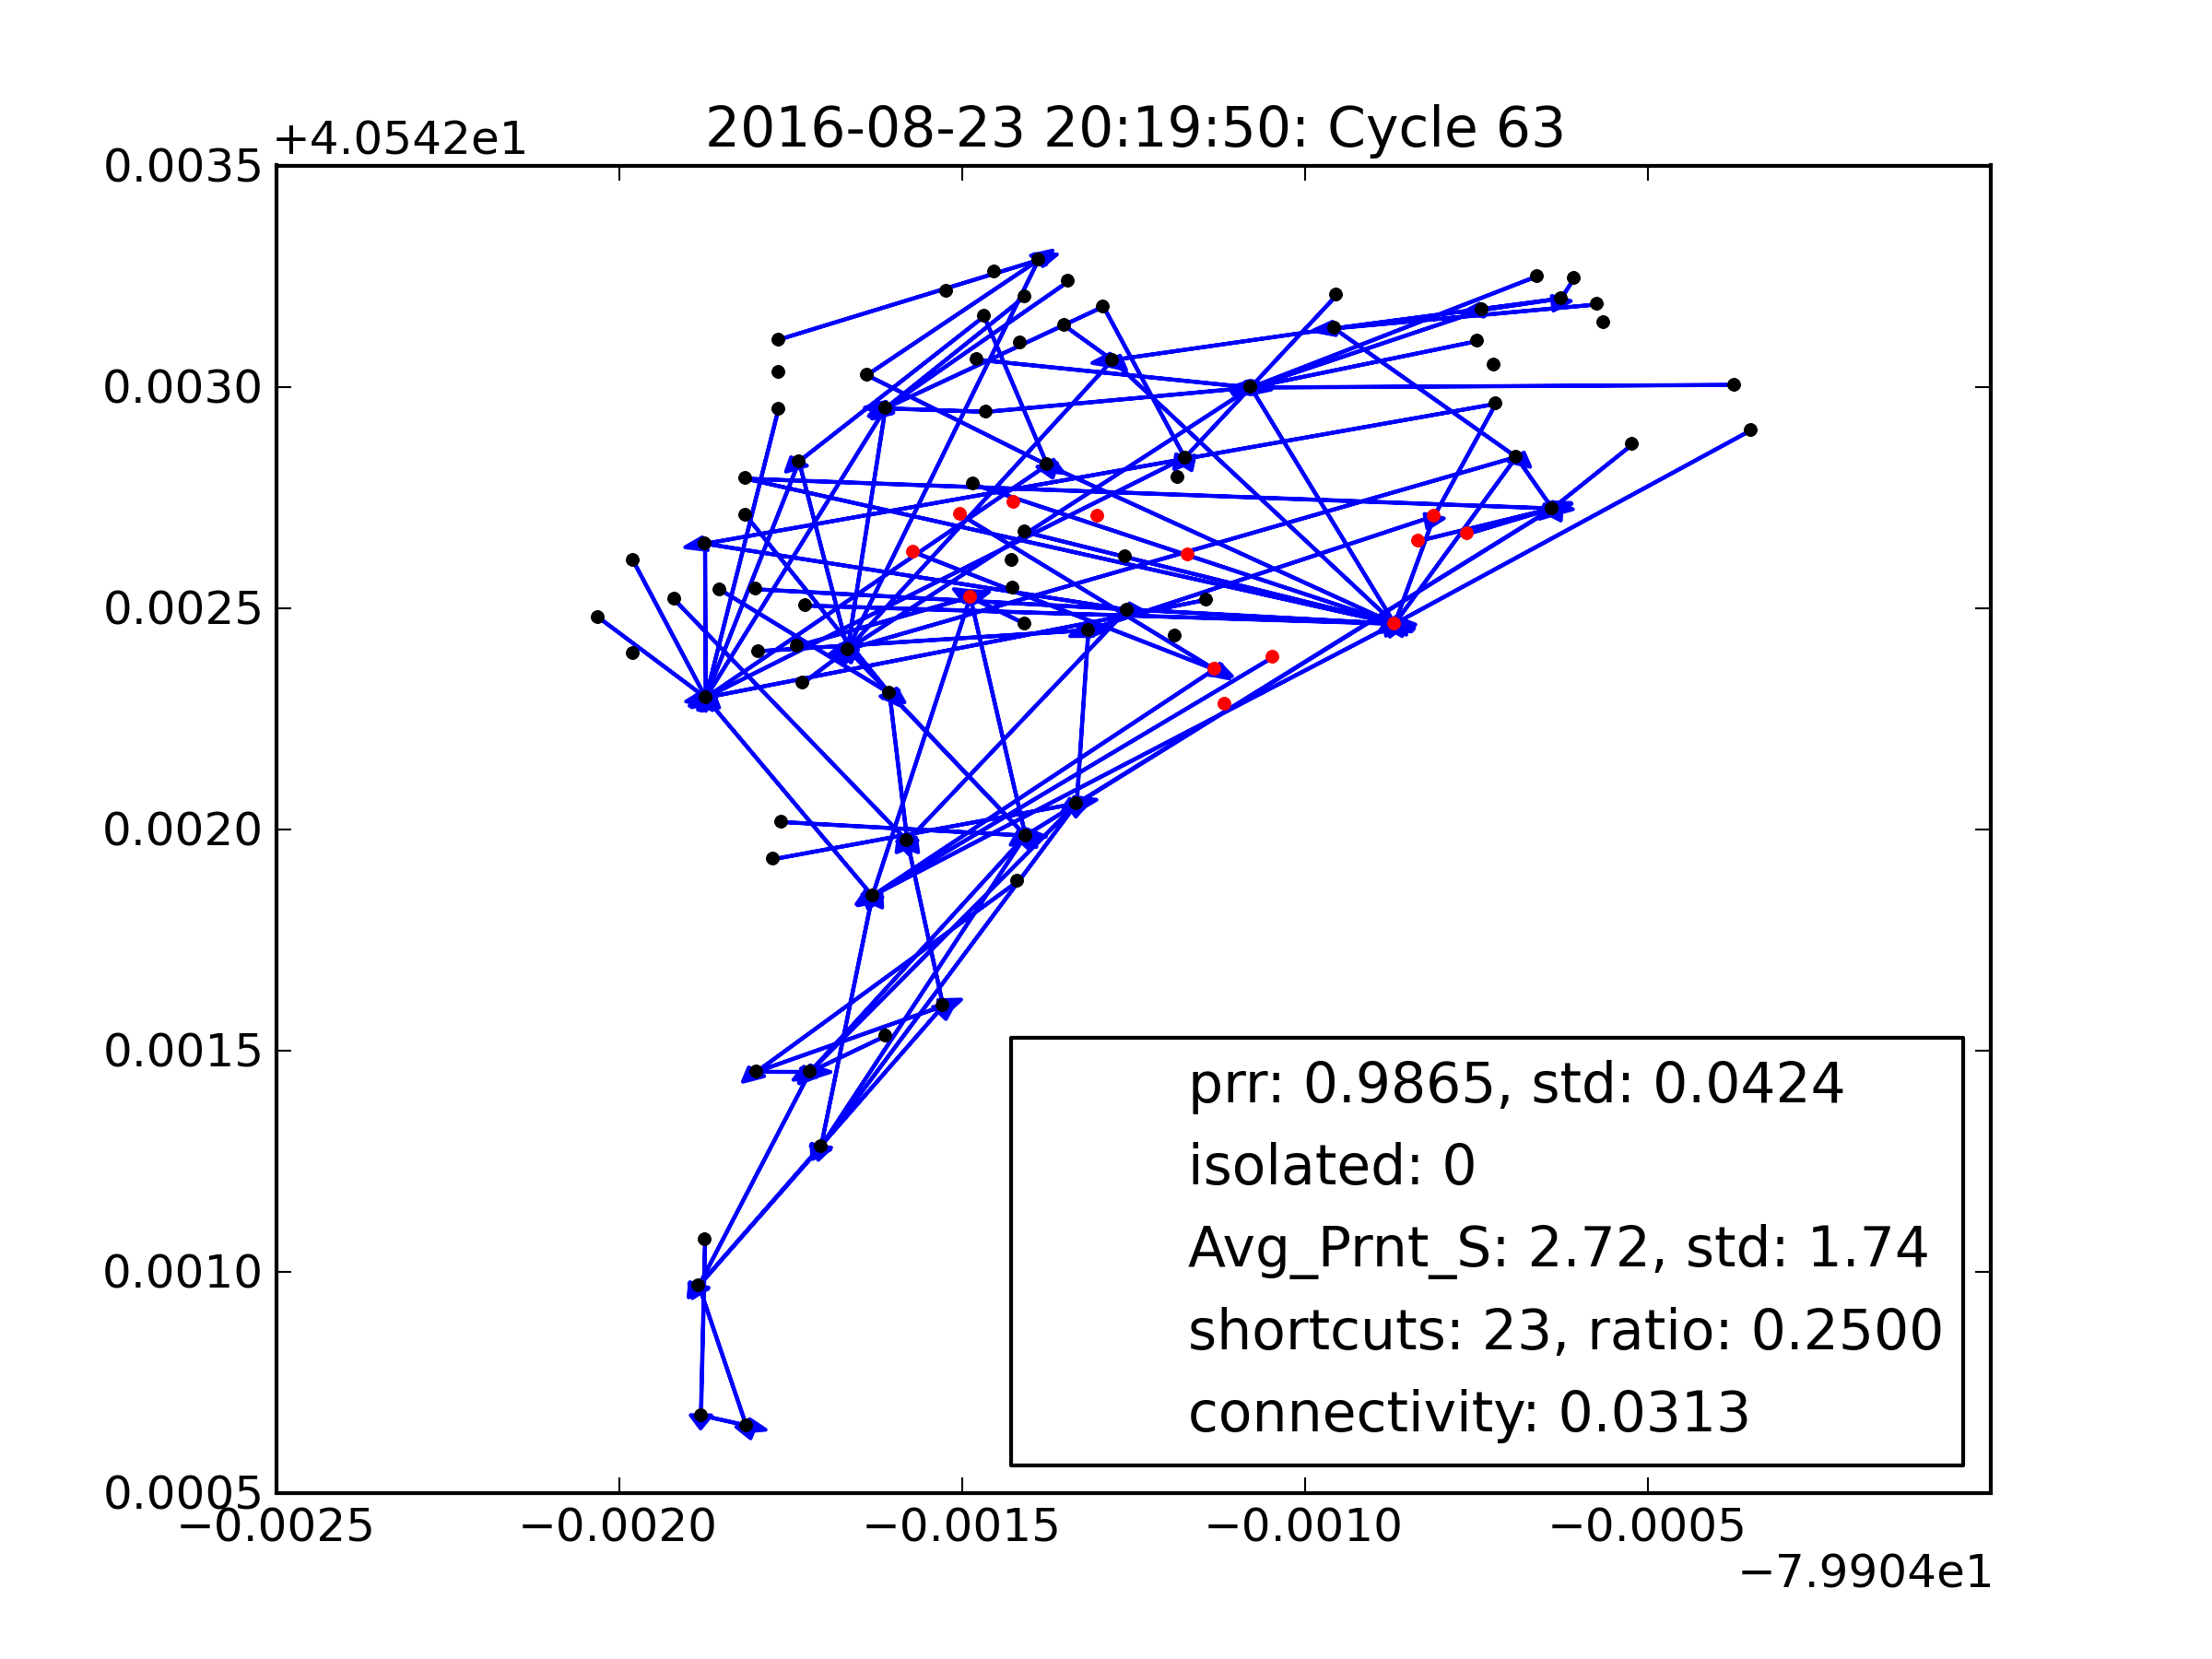 2016-08-23 20:19:50: Cycle 63
+4.0542e1
0.0035
0.0030
0.0025
0.0020
0.0015
0.0010
0.0005
prr: 0.9865, std: 0.0424
isolated: 0
Avg_Prnt_S: 2.72, std: 1.74
shortcuts: 23, ratio: 0.2500
connectivity: 0.0313
−0.0025 −0.0020 −0.0015 −0.0010 −0.0005
−7.9904e1